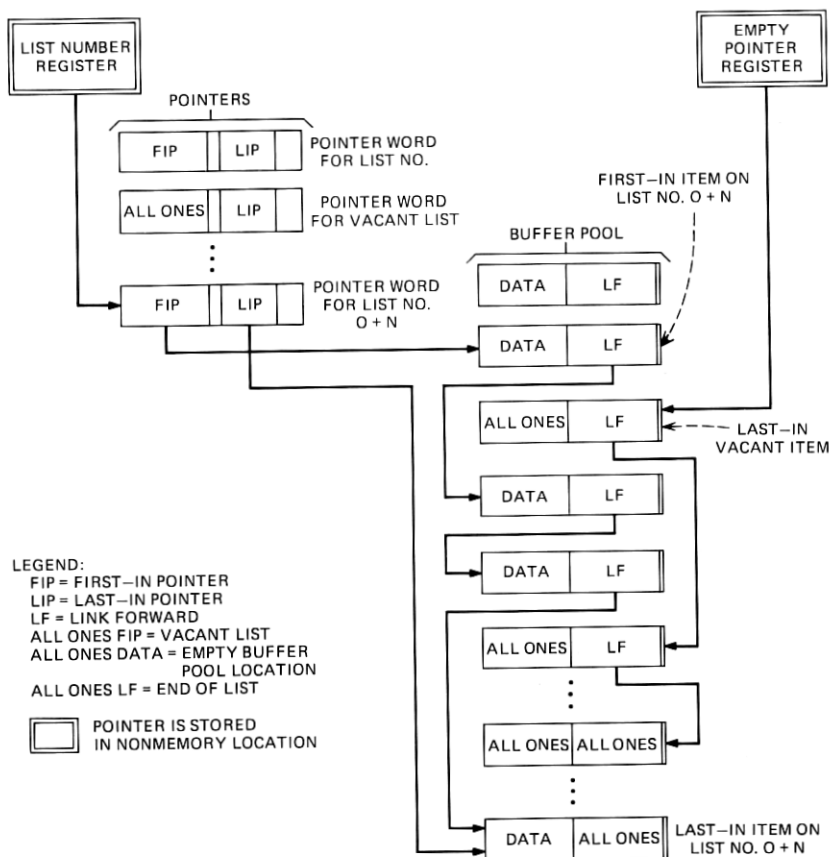 LIST NUMBER
REGISTER
EMPTY
POINTER
REGISTER
POINTERS
FIP LIP
POINTER WORD
FOR LIST NO.
ALL ONES LIP
POINTER WORD
FOR VACANT LIST
FIP LIP
POINTER WORD
FOR LIST NO.
O + N
FIRST–IN ITEM ON
LIST NO. O + N
BUFFER POOL
DATA LF
DATA LF
ALL ONES LF
LAST–IN
VACANT ITEM
DATA LF
DATA LF
ALL ONES LF
ALL ONES ALL ONES
DATA ALL ONES
LAST–IN ITEM ON
LIST NO. O + N
LEGEND:
FIP = FIRST–IN POINTER
LIP = LAST–IN POINTER
LF = LINK FORWARD
ALL ONES FIP = VACANT LIST
ALL ONES DATA = EMPTY BUFFER
POOL LOCATION
ALL ONES LF = END OF LIST
POINTER IS STORED
IN NONMEMORY LOCATION